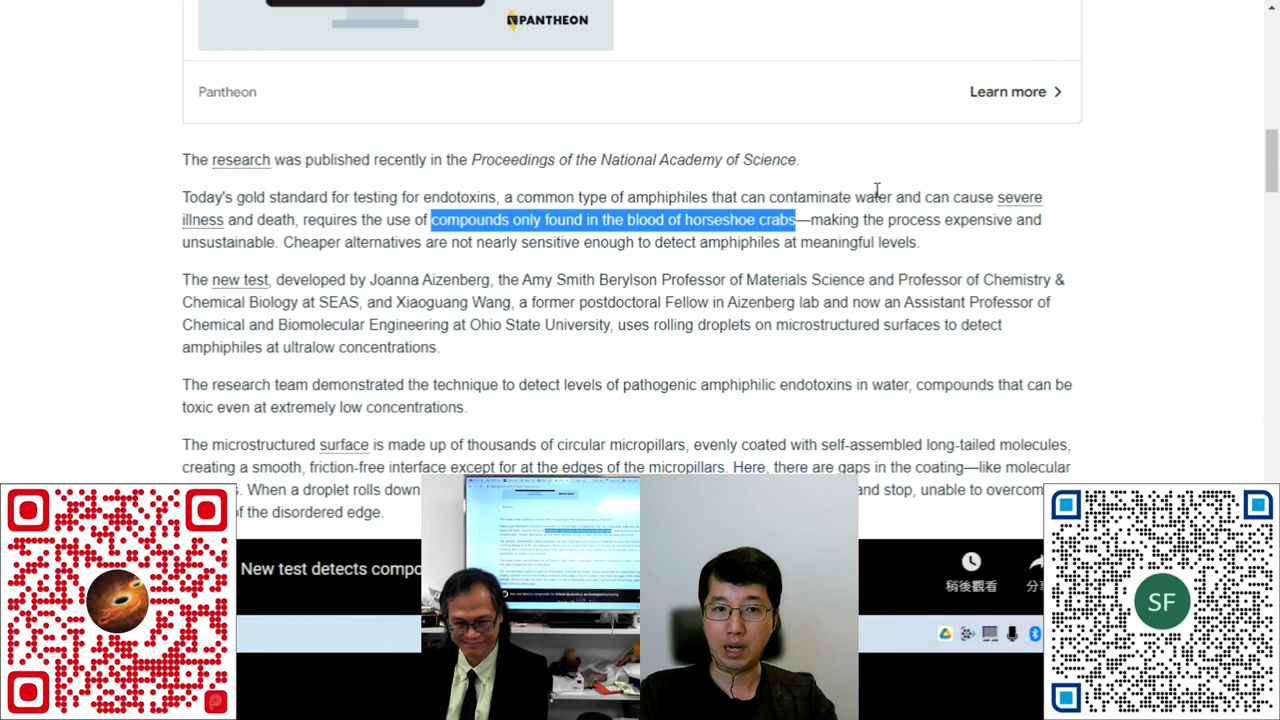 PANTHEON
Pantheon
Learn more
The research was published recently in the Proceedings of the National Academy of Science.
Today's gold standard for testing for endotoxins, a common type of amphiphiles that can contaminate water and can cause severe
illness and death, requires the use of compounds only found in the blood of horseshoe crabs—making the process expensive and
unsustainable. Cheaper alternatives are not nearly sensitive enough to detect amphiphiles at meaningful levels.
The new test, developed by Joanna Aizenberg, the Amy Smith Berylson Professor of Materials Science and Professor of Chemistry &
Chemical Biology at SEAS, and Xiaoguang Wang, a former postdoctoral Fellow in Aizenberg lab and now an Assistant Professor of
Chemical and Biomolecular Engineering at Ohio State University, uses rolling droplets on microstructured surfaces to detect
amphiphiles at ultralow concentrations.
The research team demonstrated the technique to detect levels of pathogenic amphiphilic endotoxins in water, compounds that can be
toxic even at extremely low concentrations.
The microstructured surface is made up of thousands of circular micropillars, evenly coated with self-assembled long-tailed molecules,
creating a smooth, friction-free interface except for at the edges of the micropillars. Here, there are gaps in the coating—like molecular
When a droplet rolls down and stop, unable to
of the disordered edge.
New test detects
觀看
SF